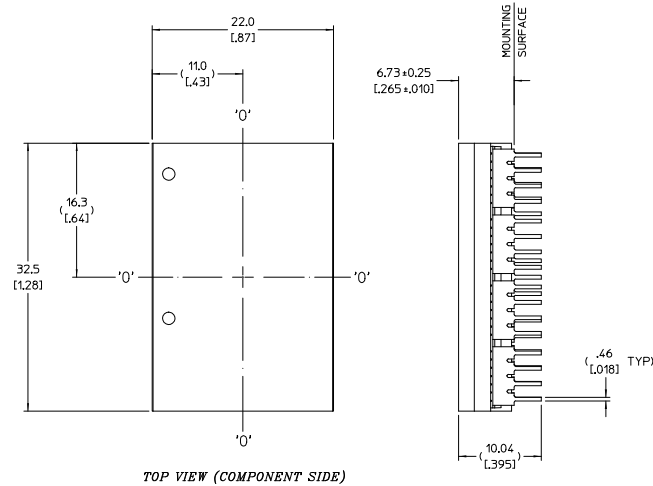 22.0
[.87]
( 11.0 )
[.43]
'0'
MOUNTING
SURFACE
6.73±0.25
[.265±.010]
( 16.3 )
[.64]
32.5
[1.28]
'0'
'0'
( .46 TYP)
[.018]
'0'
( 10.04 )
[.395]
TOP VIEW (COMPONENT SIDE)